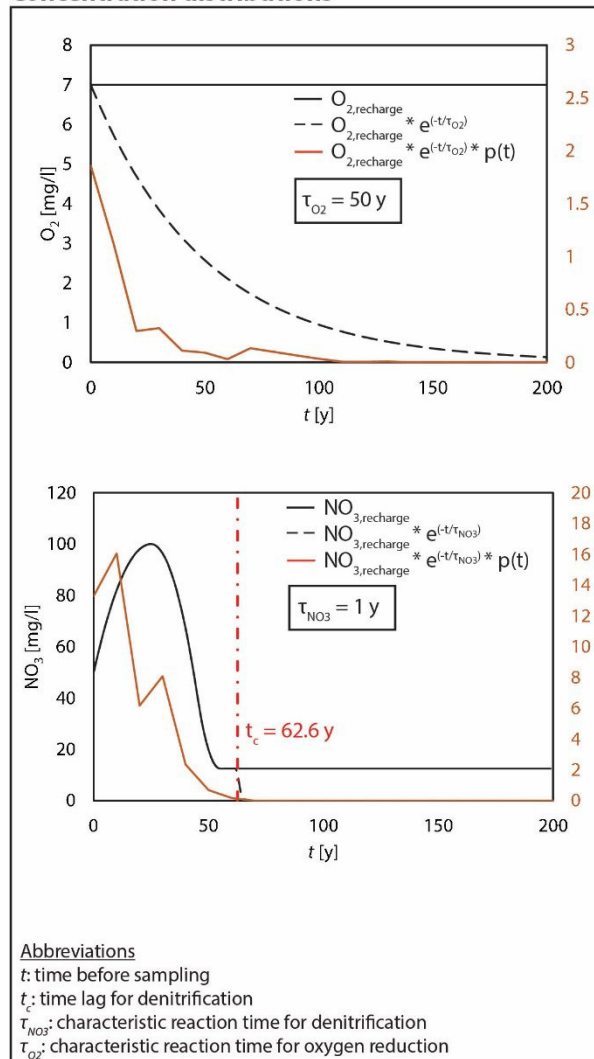 8
7
6
5
4
3
2
1
0
O₂ [mg/l]
3
2.5
2
1.5
1
0.5
0
O₂,recharge
O₂,recharge * e^(-t/τO2)
O₂,recharge * e^(-t/τO2) * p(t)
τO2 = 50 y
0 50 100 150 200
t [y]
120
100
80
60
40
20
0
NO₃ [mg/l]
20
18
16
14
12
10
8
6
4
2
0
NO₃,recharge
NO₃,recharge * e^(-t/τNO3)
NO₃,recharge * e^(-t/τNO3) * p(t)
τNO3 = 1 y
tc = 62.6 y
0 50 100 150 200
t [y]
Abbreviations
t: time before sampling
tc: time lag for denitrification
τNO3: characteristic reaction time for denitrification
τO2: characteristic reaction time for oxygen reduction